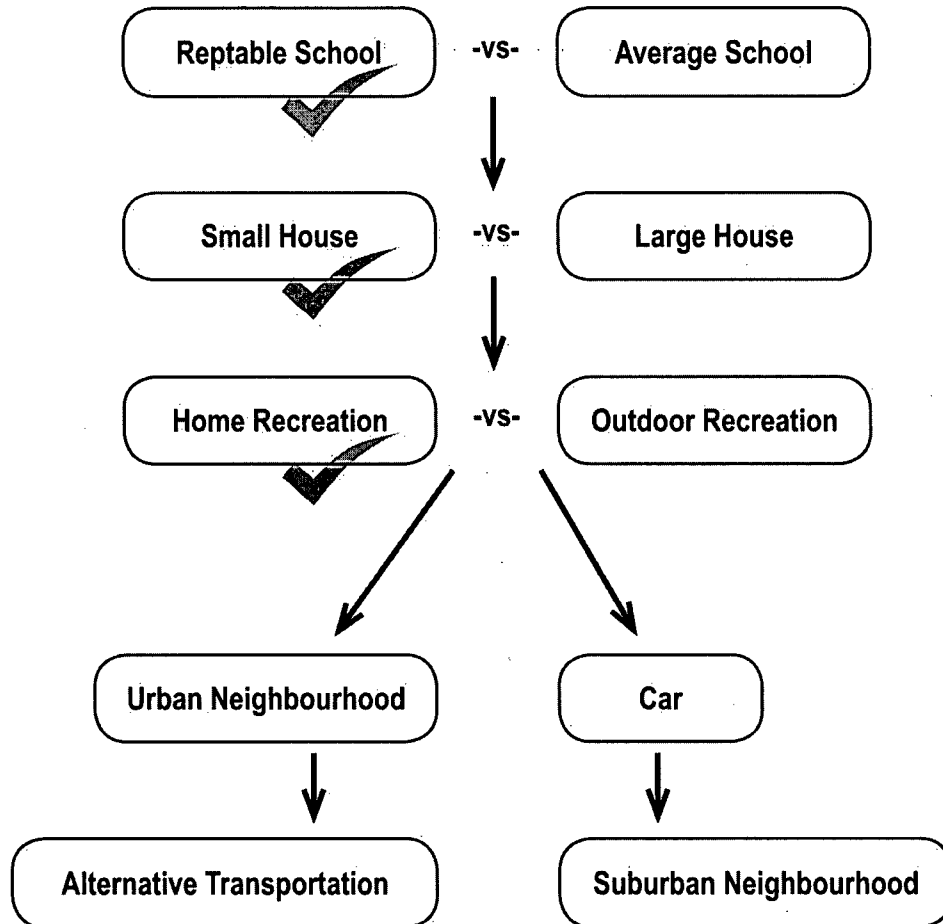 Reptable School -vs- Average School
Small House -vs- Large House
Home Recreation -vs- Outdoor Recreation
Urban Neighbourhood Car
Alternative Transportation Suburban Neighbourhood